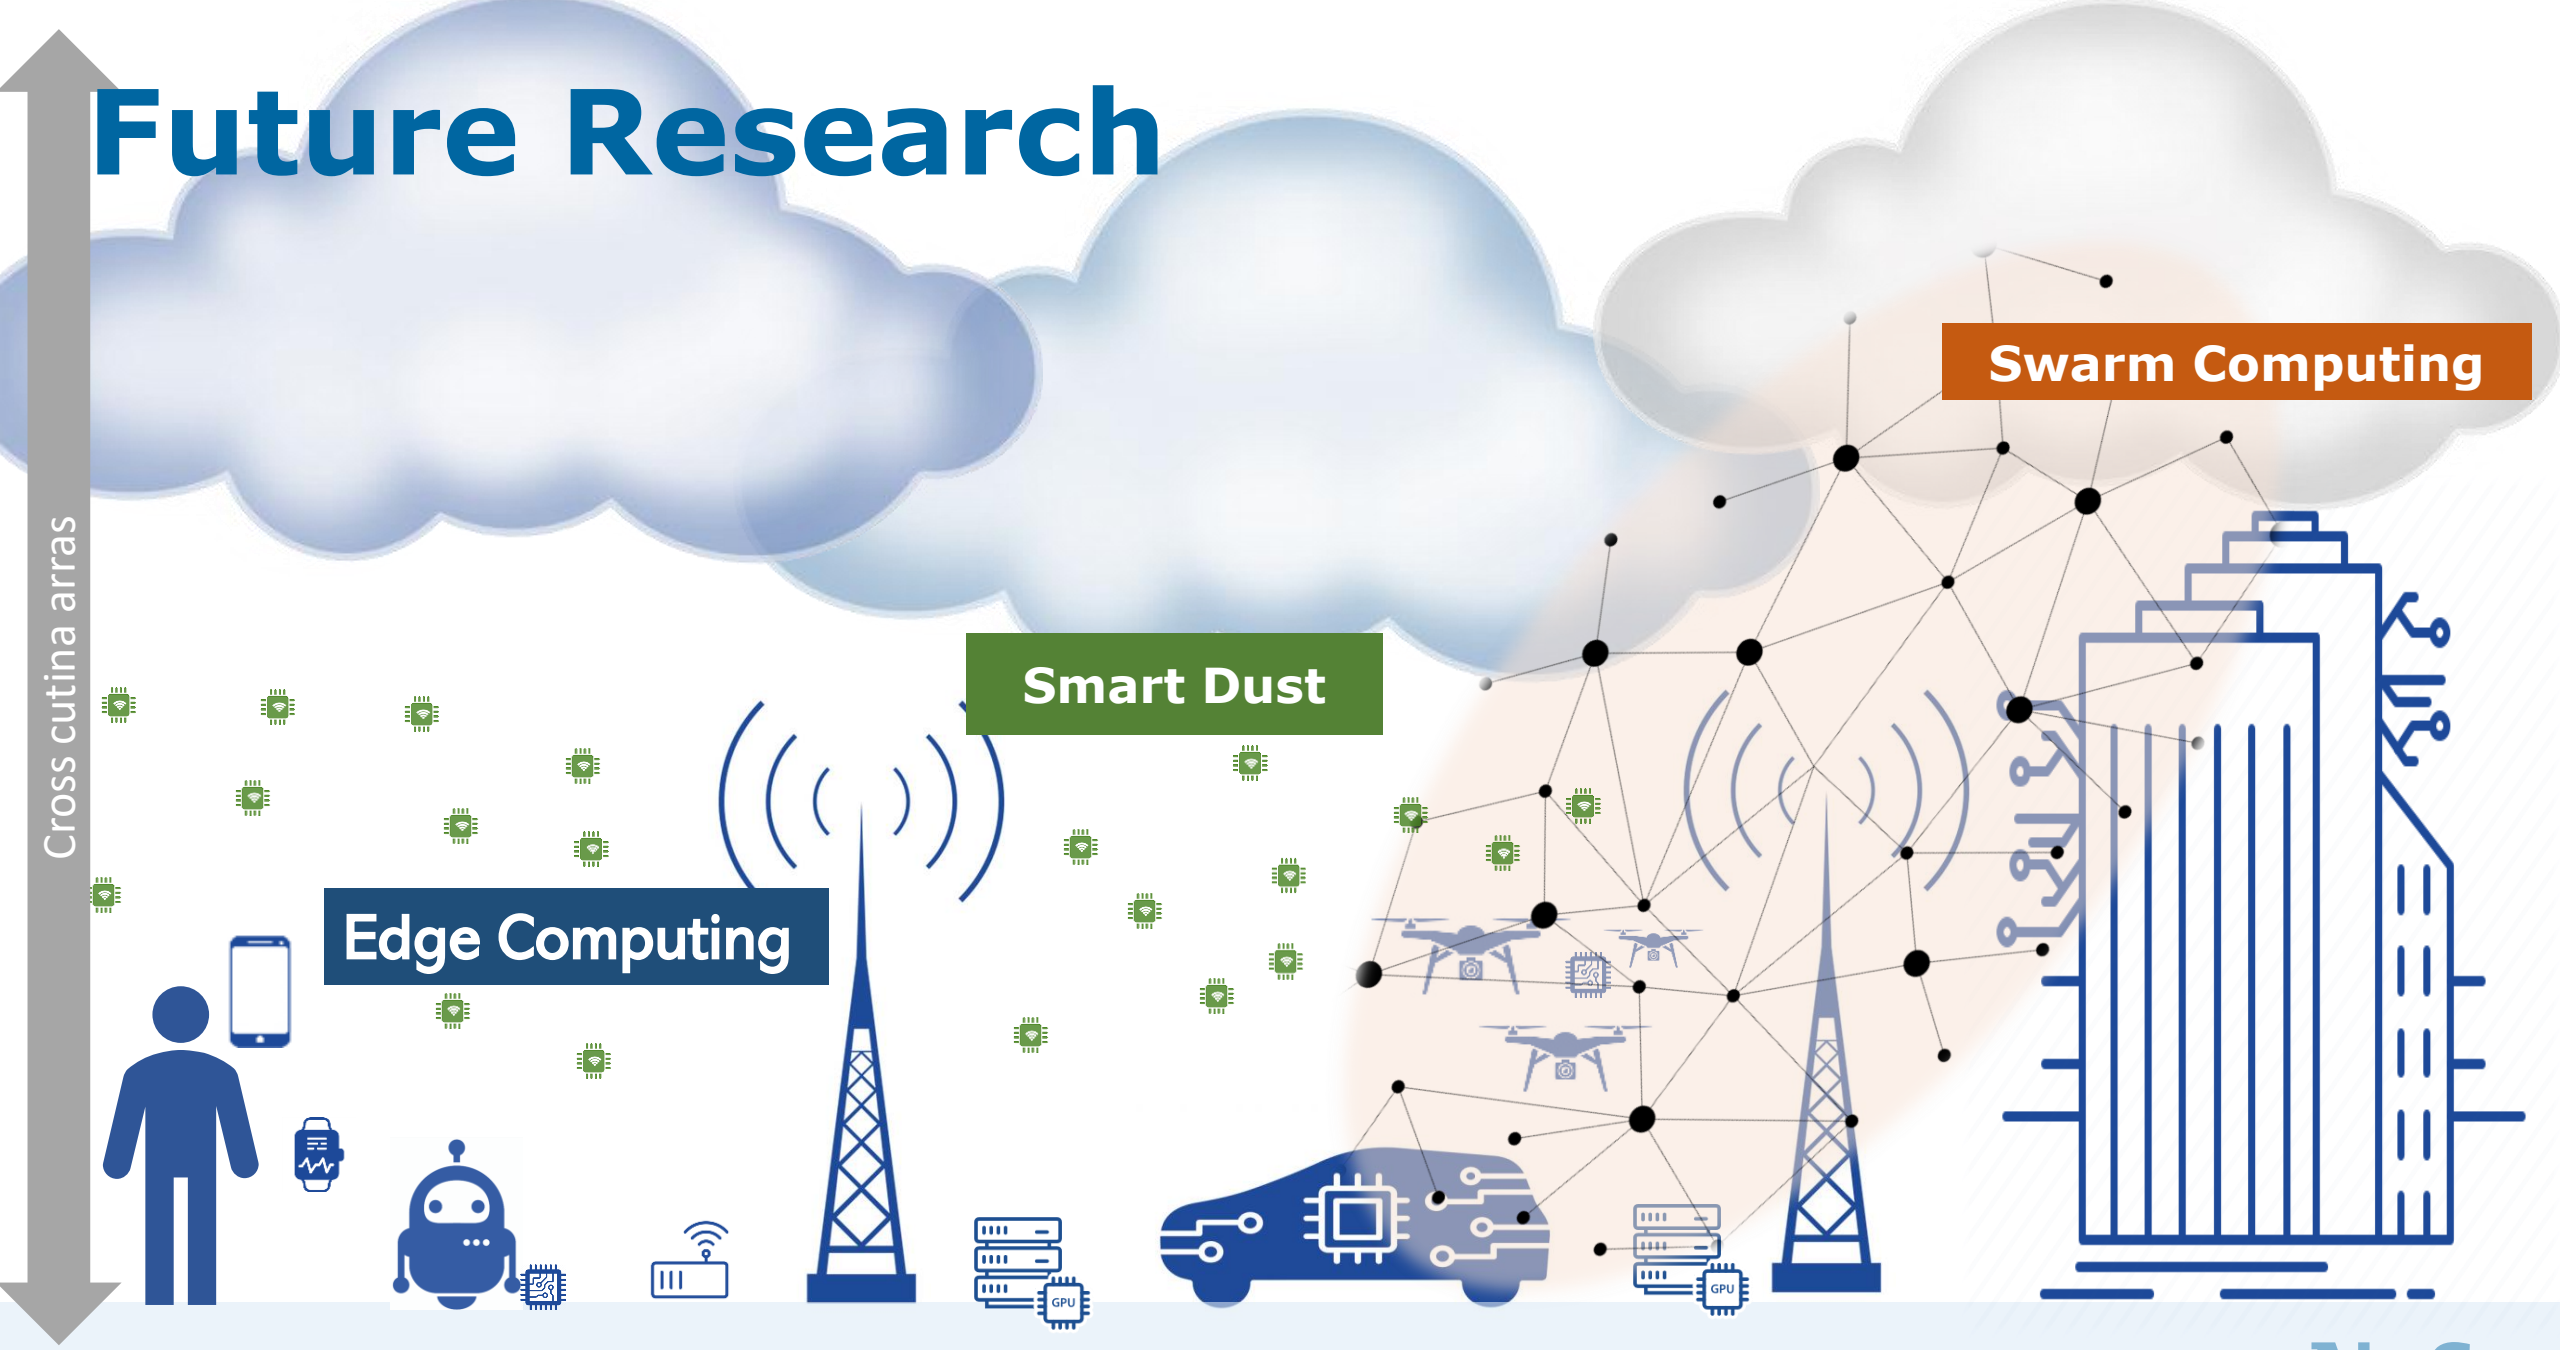 Future Research
Swarm Computing
Smart Dust
Edge Computing
Cross cutina arras
GPU
GPU